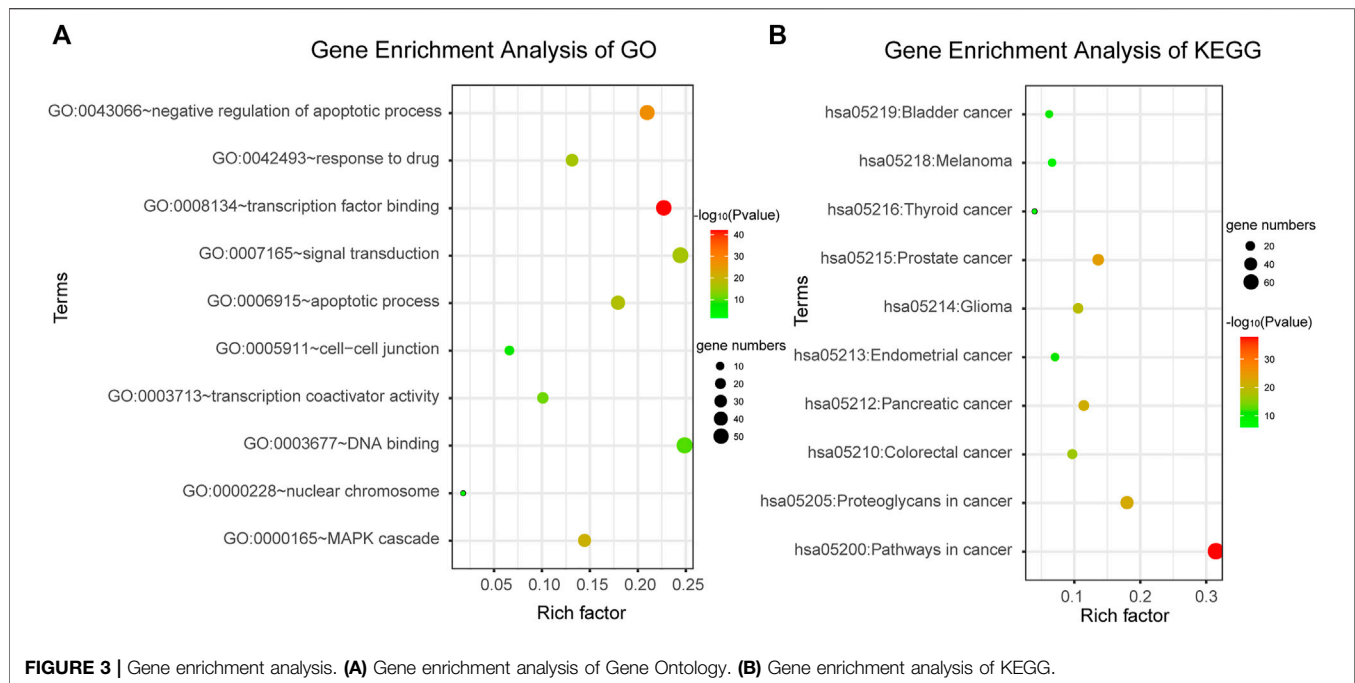 A
Gene Enrichment Analysis of GO
Terms
GO:0043066~negative regulation of apoptotic process
GO:0042493~response to drug
GO:0008134~transcription factor binding
GO:0007165~signal transduction
GO:0006915~apoptotic process
GO:0005911~cell−cell junction
GO:0003713~transcription coactivator activity
GO:0003677~DNA binding
GO:0000228~nuclear chromosome
GO:0000165~MAPK cascade
0.05 0.10 0.15 0.20 0.25
Rich factor
-log₁₀(Pvalue)
40
30
20
10
gene numbers
10
20
30
40
50
B
Gene Enrichment Analysis of KEGG
Terms
hsa05219:Bladder cancer
hsa05218:Melanoma
hsa05216:Thyroid cancer
hsa05215:Prostate cancer
hsa05214:Glioma
hsa05213:Endometrial cancer
hsa05212:Pancreatic cancer
hsa05210:Colorectal cancer
hsa05205:Proteoglycans in cancer
hsa05200:Pathways in cancer
0.1 0.2 0.3
Rich factor
gene numbers
20
40
60
-log₁₀(Pvalue)
30
20
10
FIGURE 3 | Gene enrichment analysis. (A) Gene enrichment analysis of Gene Ontology. (B) Gene enrichment analysis of KEGG.